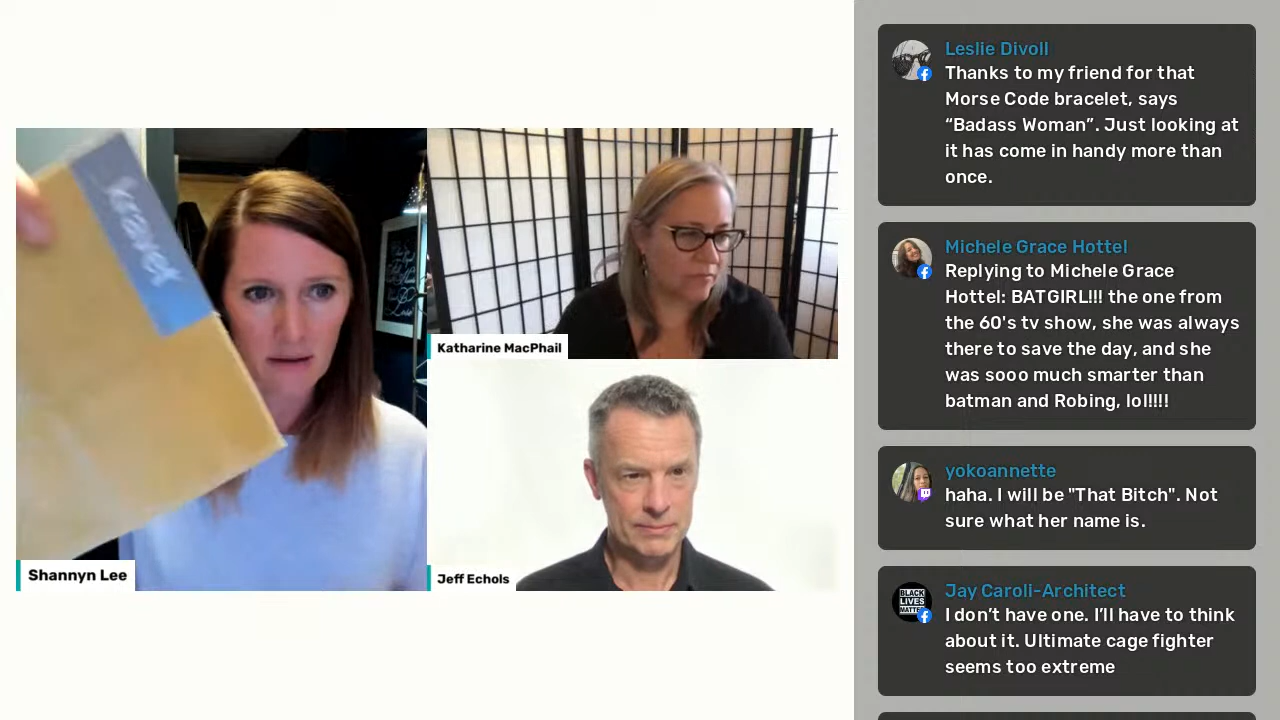 Shannyn Lee
Katharine MacPhail
Jeff Echols
Leslie Divoll
Thanks to my friend for that
Morse Code bracelet, says
“Badass Woman”. Just looking at
it has come in handy more than
once.
Michele Grace Hottel
Replying to Michele Grace
Hottel: BATGIRL!!! the one from
the 60's tv show, she was always
there to save the day, and she
was sooo much smarter than
batman and Robing, lol!!!!
yokoannette
haha. I will be "That Bitch". Not
sure what her name is.
Jay Caroli-Architect
BLACK
LIVES
MATTER
I don’t have one. I’ll have to think
about it. Ultimate cage fighter
seems too extreme